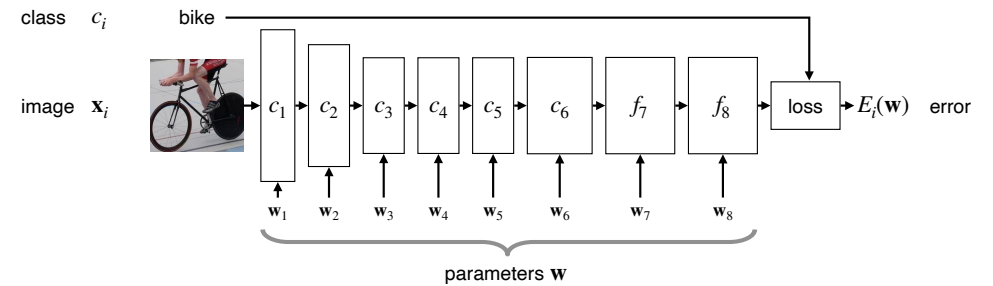 class c_i bike
image x_i c_1 c_2 c_3 c_4 c_5 c_6 f_7 f_8 loss E_i(w) error
w_1 w_2 w_3 w_4 w_5 w_6 w_7 w_8
parameters w